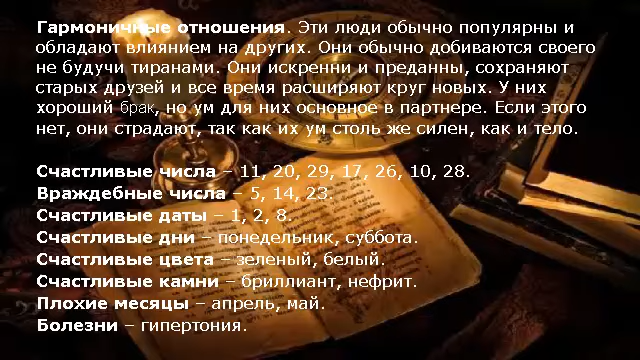 Гармоничные отношения. Эти люди обычно популярны и
обладают влиянием на других. Они обычно добиваются своего
не будучи тиранами. Они искренни и преданны, сохраняют
старых друзей и все время расширяют круг новых. У них
хороший брак, но ум для них основное в партнере. Если этого
нет, они страдают, так как их ум столь же силен, как и тело.
Счастливые числа – 11, 20, 29, 17, 26, 10, 28.
Враждебные числа – 5, 14, 23.
Счастливые даты – 1, 2, 8.
Счастливые дни – понедельник, суббота.
Счастливые цвета – зеленый, белый.
Счастливые камни – бриллиант, нефрит.
Плохие месяцы – апрель, май.
Болезни – гипертония.